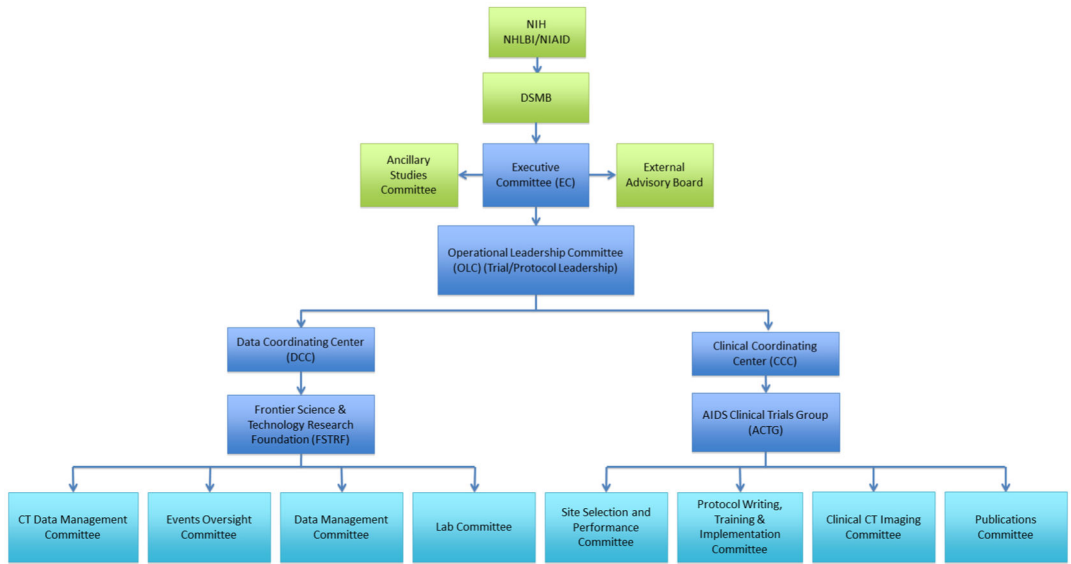 NIH
NHLBI/NIAID
DSMB
Ancillary
Studies
Committee
Executive
Committee (EC)
External
Advisory Board
Operational Leadership Committee
(OLC) (Trial/Protocol Leadership)
Data Coordinating Center
(DCC)
Clinical Coordinating
Center (CCC)
Frontier Science &
Technology Research
Foundation (FSTRF)
AIDS Clinical Trials Group
(ACTG)
CT Data Management
Committee
Events Oversight
Committee
Data Management
Committee
Lab Committee
Site Selection and
Performance
Committee
Protocol Writing,
Training &
Implementation
Committee
Clinical CT Imaging
Committee
Publications
Committee